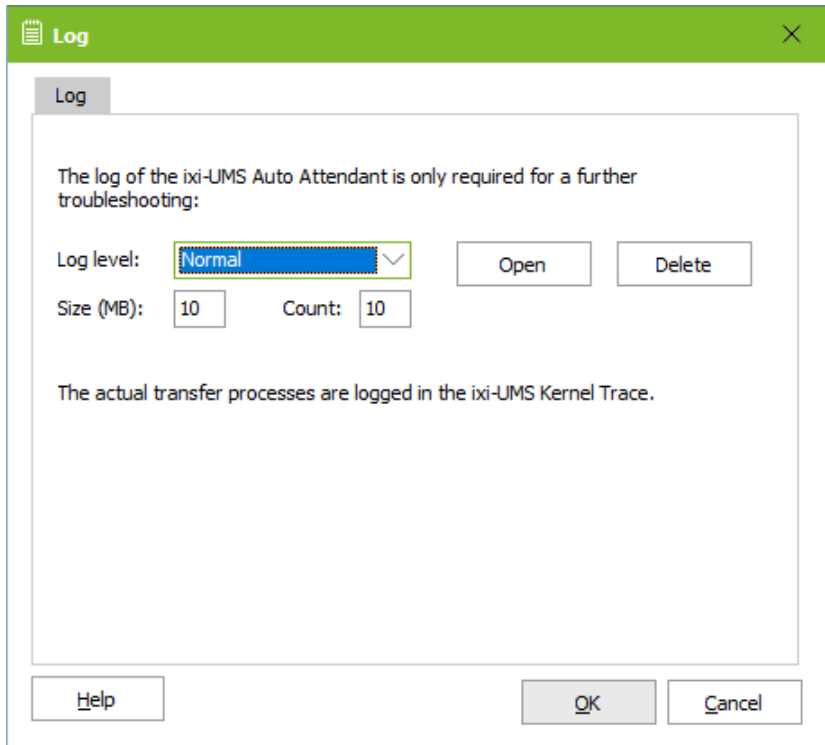 Log
Log
The log of the ixi-UMS Auto Attendant is only required for a further
troubleshooting:
Log level: Normal Open Delete
Size (MB): 10 Count: 10
The actual transfer processes are logged in the ixi-UMS Kernel Trace.
Help OK Cancel